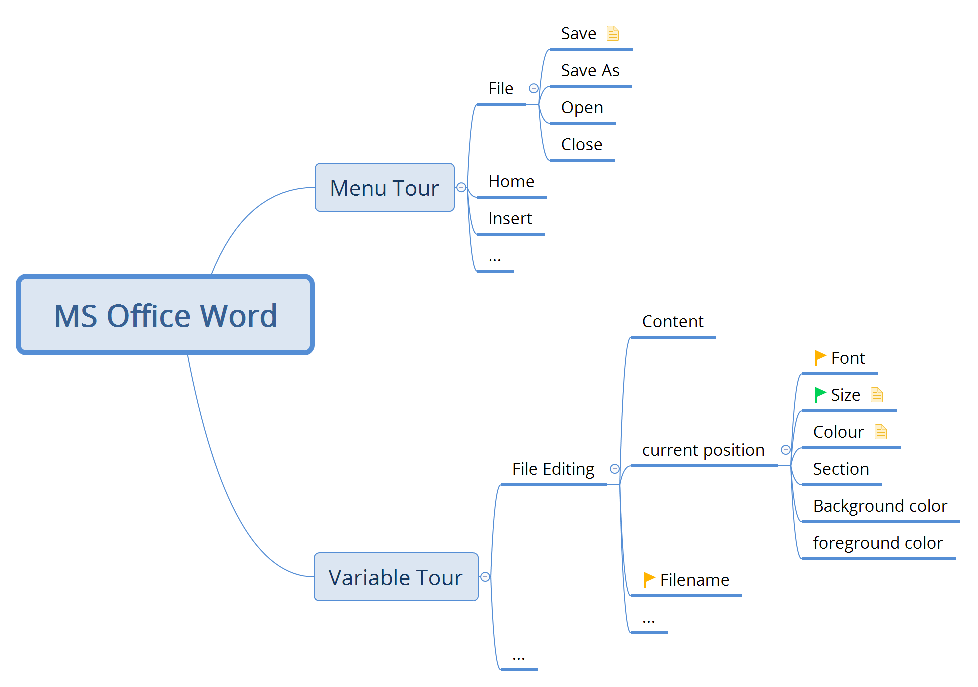 MS Office Word
Menu Tour
File
Save
Save As
Open
Close
Home
Insert
...
Variable Tour
File Editing
Content
current position
Font
Size
Colour
Section
Background color
foreground color
Filename
...
...